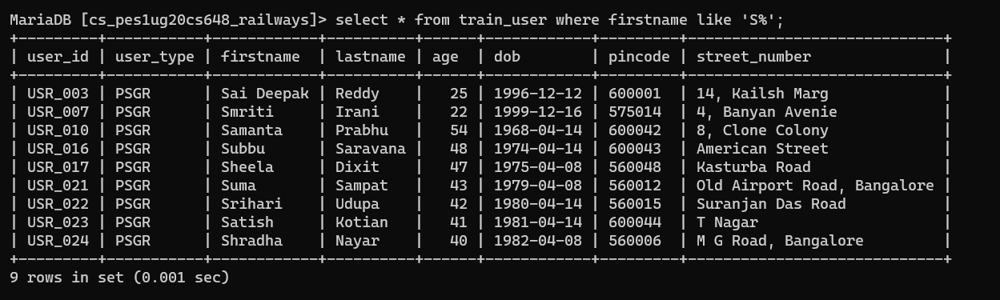 MariaDB [cs_pes1ug20cs648_railways]> select * from train_user where firstname like 'S%';
+---------+-----------+------------+----------+------+------------+---------+-----------------------------+
| user_id | user_type | firstname  | lastname | age  | dob        | pincode | street_number               |
+---------+-----------+------------+----------+------+------------+---------+-----------------------------+
| USR_003 | PSGR      | Sai Deepak | Reddy    |   25 | 1996-12-12 | 600001  | 14, Kailsh Marg             |
| USR_007 | PSGR      | Smriti     | Irani    |   22 | 1999-12-16 | 575014  | 4, Banyan Avenie            |
| USR_010 | PSGR      | Samanta    | Prabhu   |   54 | 1968-04-14 | 600042  | 8, Clone Colony             |
| USR_016 | PSGR      | Subbu      | Saravana |   48 | 1974-04-14 | 600043  | American Street             |
| USR_017 | PSGR      | Sheela     | Dixit    |   47 | 1975-04-08 | 560048  | Kasturba Road               |
| USR_021 | PSGR      | Suma       | Sampat   |   43 | 1979-04-08 | 560012  | Old Airport Road, Bangalore |
| USR_022 | PSGR      | Srihari    | Udupa    |   42 | 1980-04-14 | 560015  | Suranjan Das Road           |
| USR_023 | PSGR      | Satish     | Kotian   |   41 | 1981-04-14 | 600044  | T Nagar                     |
| USR_024 | PSGR      | Shradha    | Nayar    |   40 | 1982-04-08 | 560006  | M G Road, Bangalore         |
+---------+-----------+------------+----------+------+------------+---------+-----------------------------+
9 rows in set (0.001 sec)